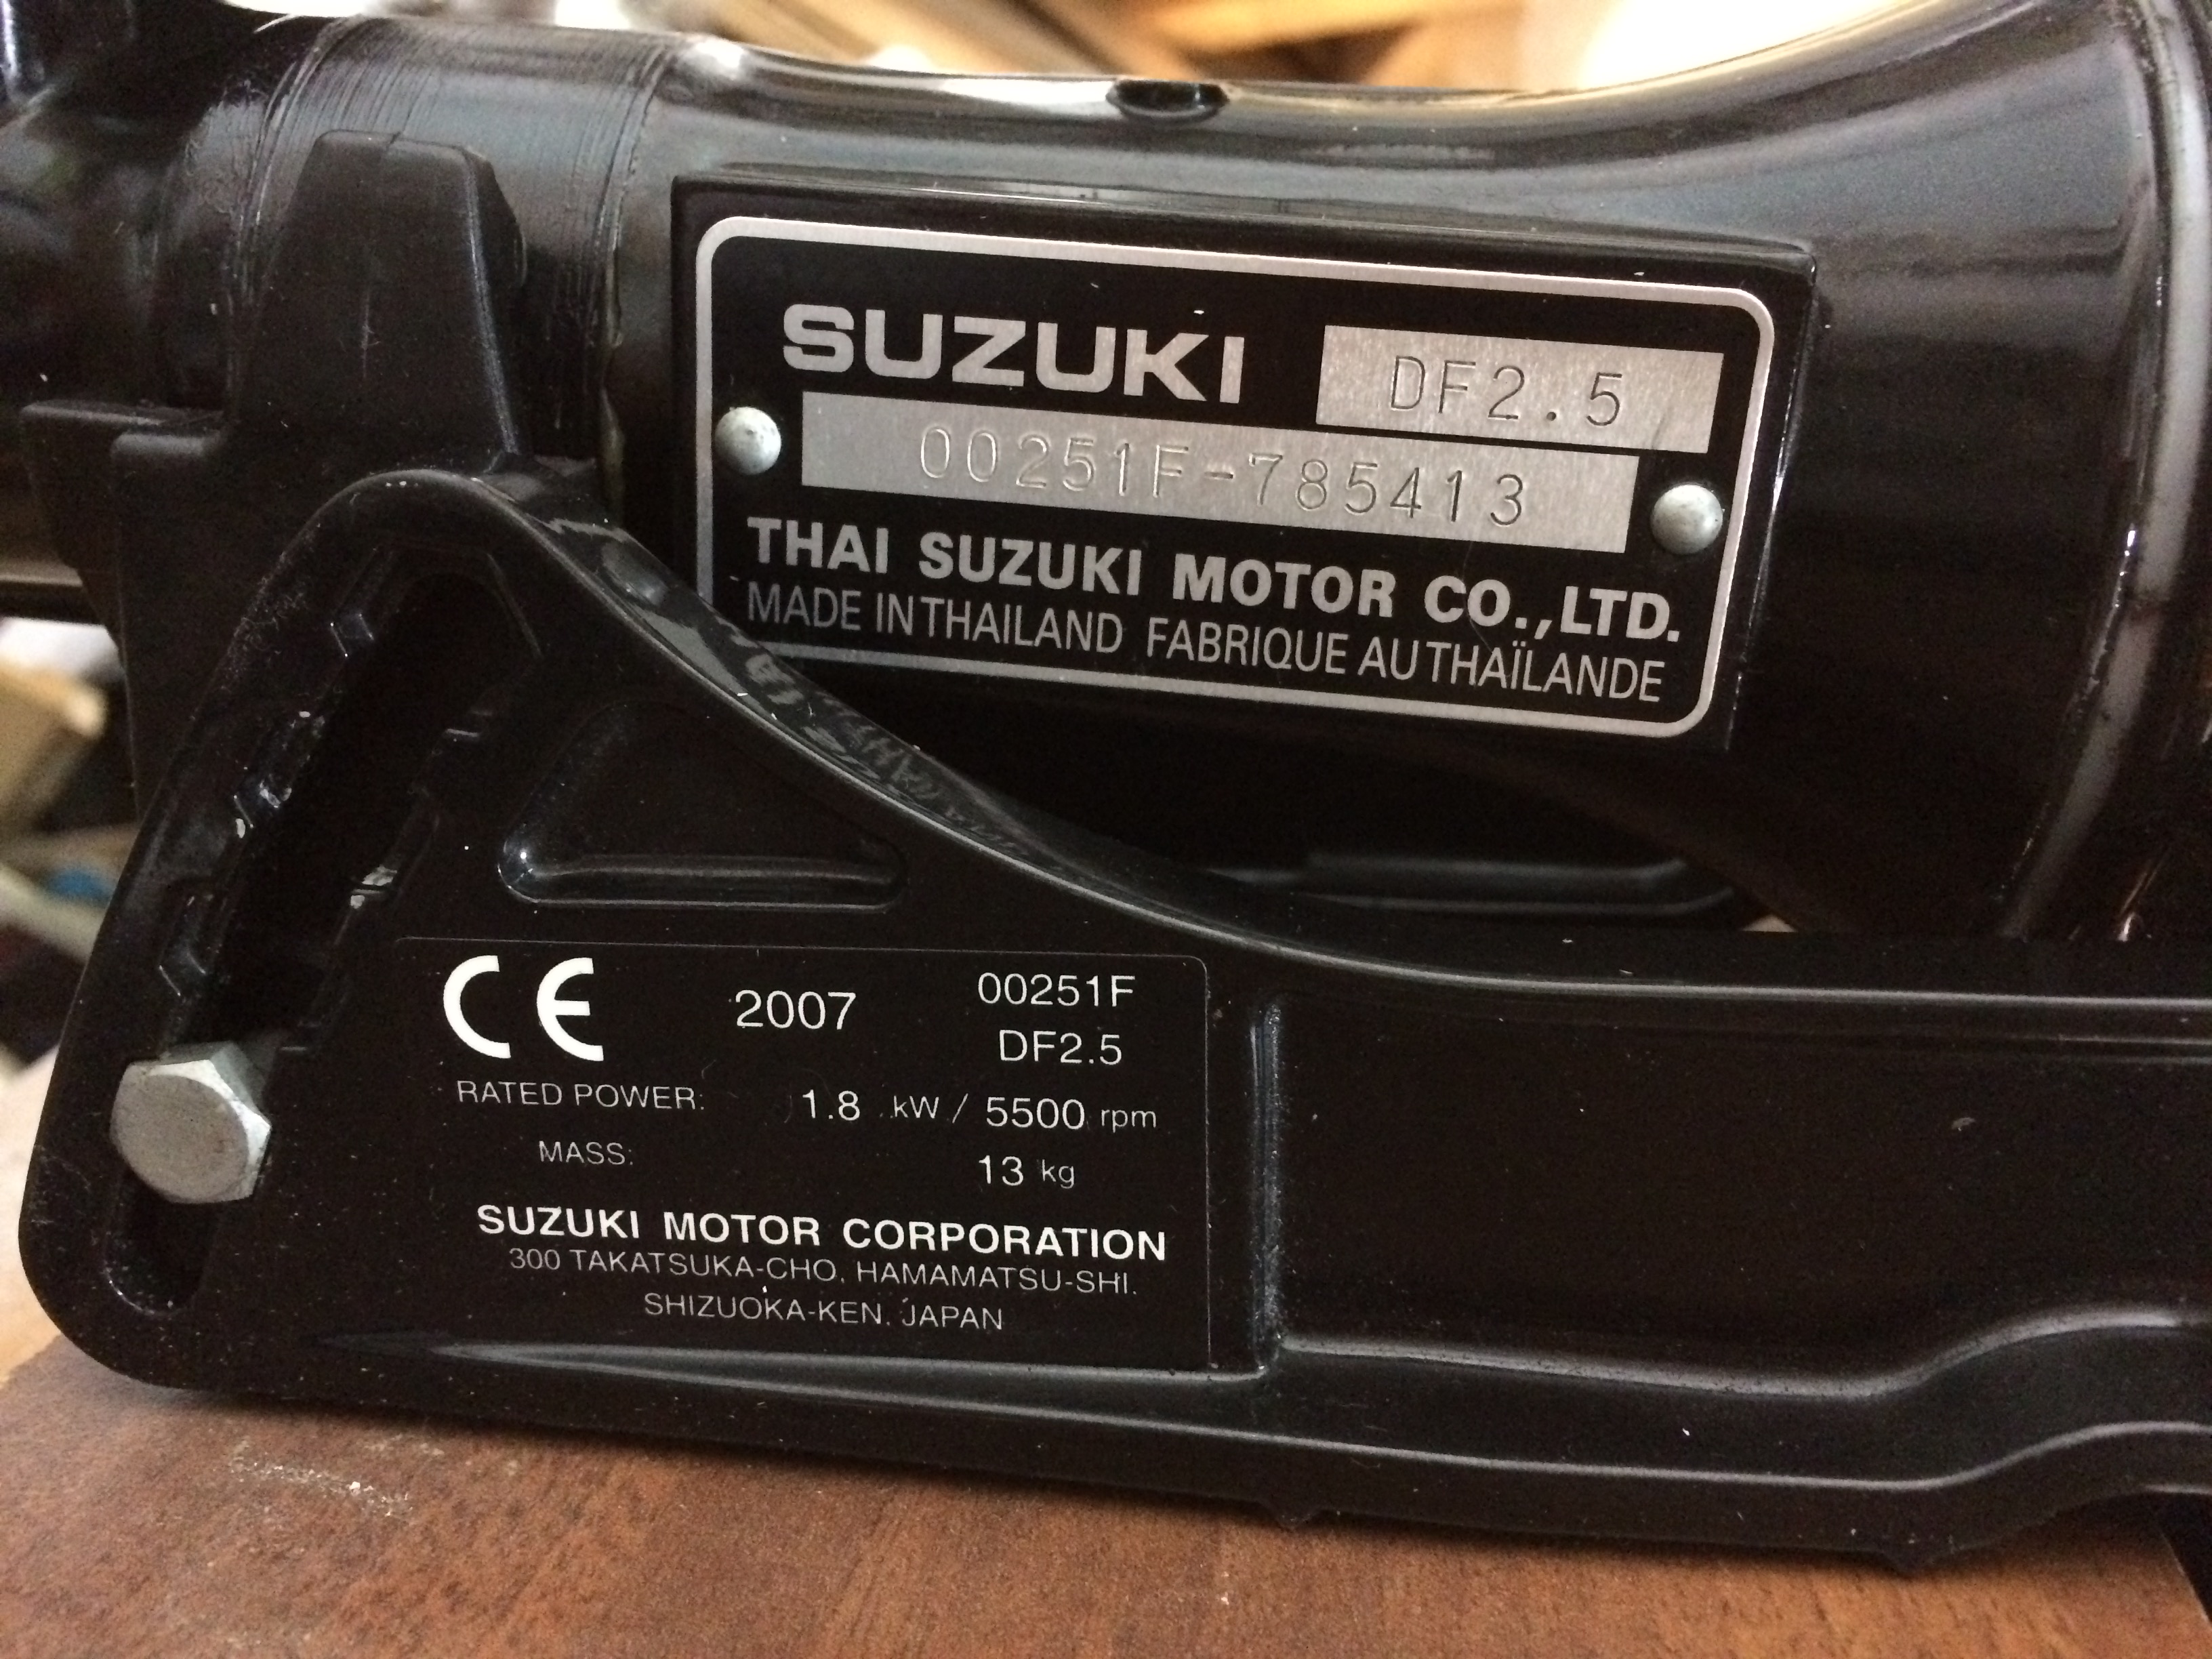 SUZUKI DF2.5
00251F-785413
THAI SUZUKI MOTOR CO.,LTD.
MADE IN THAILAND FABRIQUE AU THAÏLANDE
CE 2007 00251F
DF2.5
RATED POWER: 1.8 kW / 5500 rpm
MASS: 13 kg
SUZUKI MOTOR CORPORATION
300 TAKATSUKA-CHO, HAMAMATSU-SHI,
SHIZUOKA-KEN, JAPAN